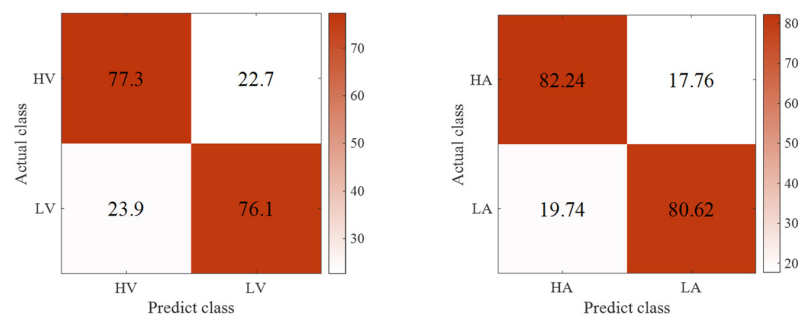 HV 77.3 22.7
LV 23.9 76.1
HV LV
Predict class
Actual class
70
60
50
40
30
HA 82.24 17.76
LA 19.74 80.62
HA LA
Predict class
Actual class
80
70
60
50
40
30
20